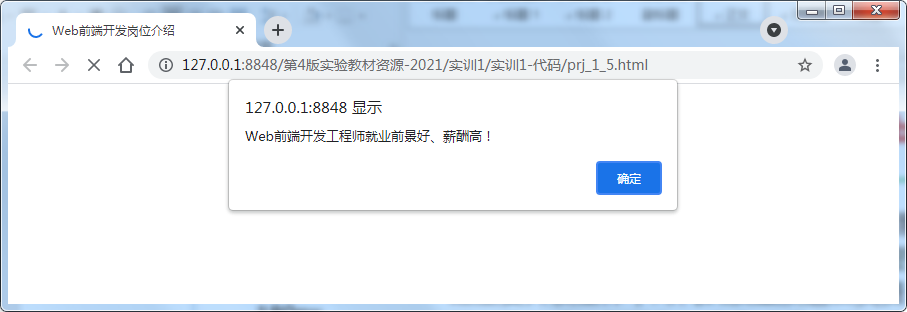 Web前端开发岗位介绍
127.0.0.1:8848/第4版实验教材资源-2021/实训1/实训1-代码/prj_1_5.html
127.0.0.1:8848 显示
Web前端开发工程师就业前景好、薪酬高！
确定